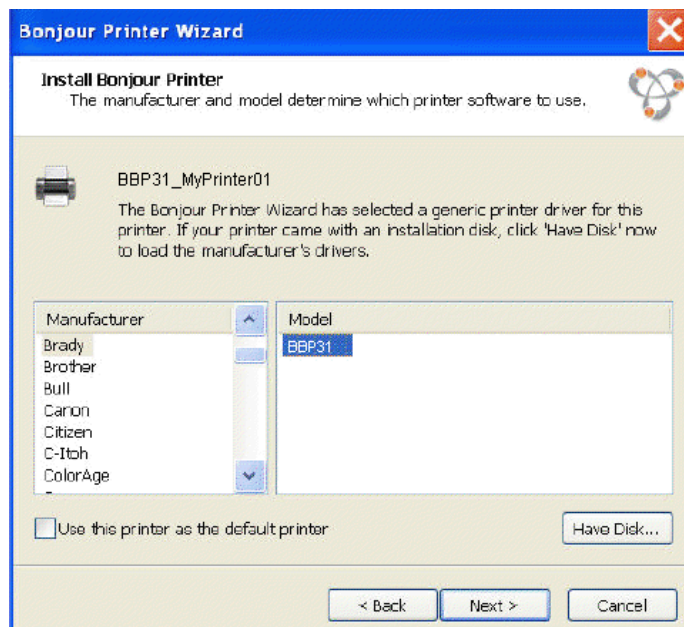 Bonjour Printer Wizard
Install Bonjour Printer
The manufacturer and model determine which printer software to use.
BBP31_MyPrinter01
The Bonjour Printer Wizard has selected a generic printer driver for this
printer. If your printer came with an installation disk, click 'Have Disk' now
to load the manufacturer's drivers.
Manufacturer
Brady
Brother
Bull
Canon
Citizen
C-Itoh
ColorAge
Model
BBP31
Use this printer as the default printer
Have Disk...
< Back
Next >
Cancel